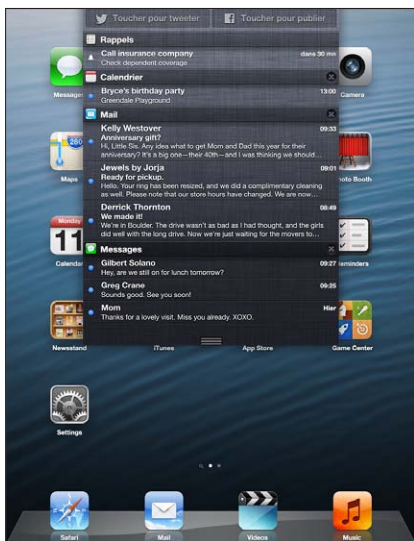 Toucher pour tweeter
Toucher pour publier
Rappels
Call insurance company
dans 30 mn
Check dependent coverage
Calendrier
Bryce's birthday party
13:00
Greendale Playground
Mail
Kelly Westover
09:33
Anniversary gift?
Hi, Little Sis. Any idea what to get Mom and Dad this year for their
anniversary? It's a big one—their 40th—and I was thinking we should...
Jewels by Jorja
09:01
Ready for pickup.
Hello. Your ring has been resized, and we did a complimentary cleaning
as well. Please note that our store hours have changed. We are now...
Derrick Thornton
08:49
We made it!
We're in Boulder. The drive wasn't as bad as I had thought, and the girls
did well with the long drive. Now we're just waiting for the movers to...
Messages
Gilbert Solano
09:27
Hey, are we still on for lunch tomorrow?
Greg Crane
09:25
Sounds good. See you soon!
Mom
Hier
Thanks for a lovely visit. Miss you already. XOXO.
Messages
Camera
280
Maps
hoto Booth
Monday
11
Calendar
Reminders
Newsstand
iTunes
App Store
Game Center
Settings
Safari
Mail
Videos
Music